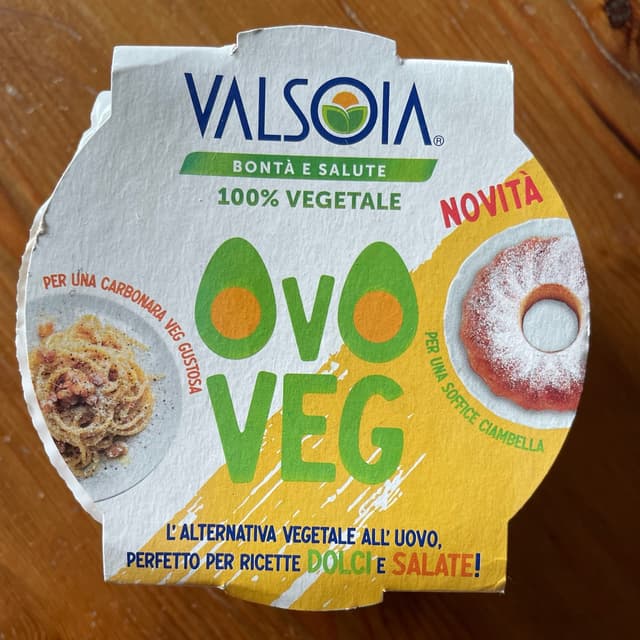 VALSOIA®
BONTÀ E SALUTE
100% VEGETALE
NOVITÀ
OVO
VEG
PER UNA CARBONARA VEG GUSTOSA
PER UNA SOFFICE CIAMBELLA
L'ALTERNATIVA VEGETALE ALL'UOVO,
PERFETTO PER RICETTE DOLCI E SALATE!